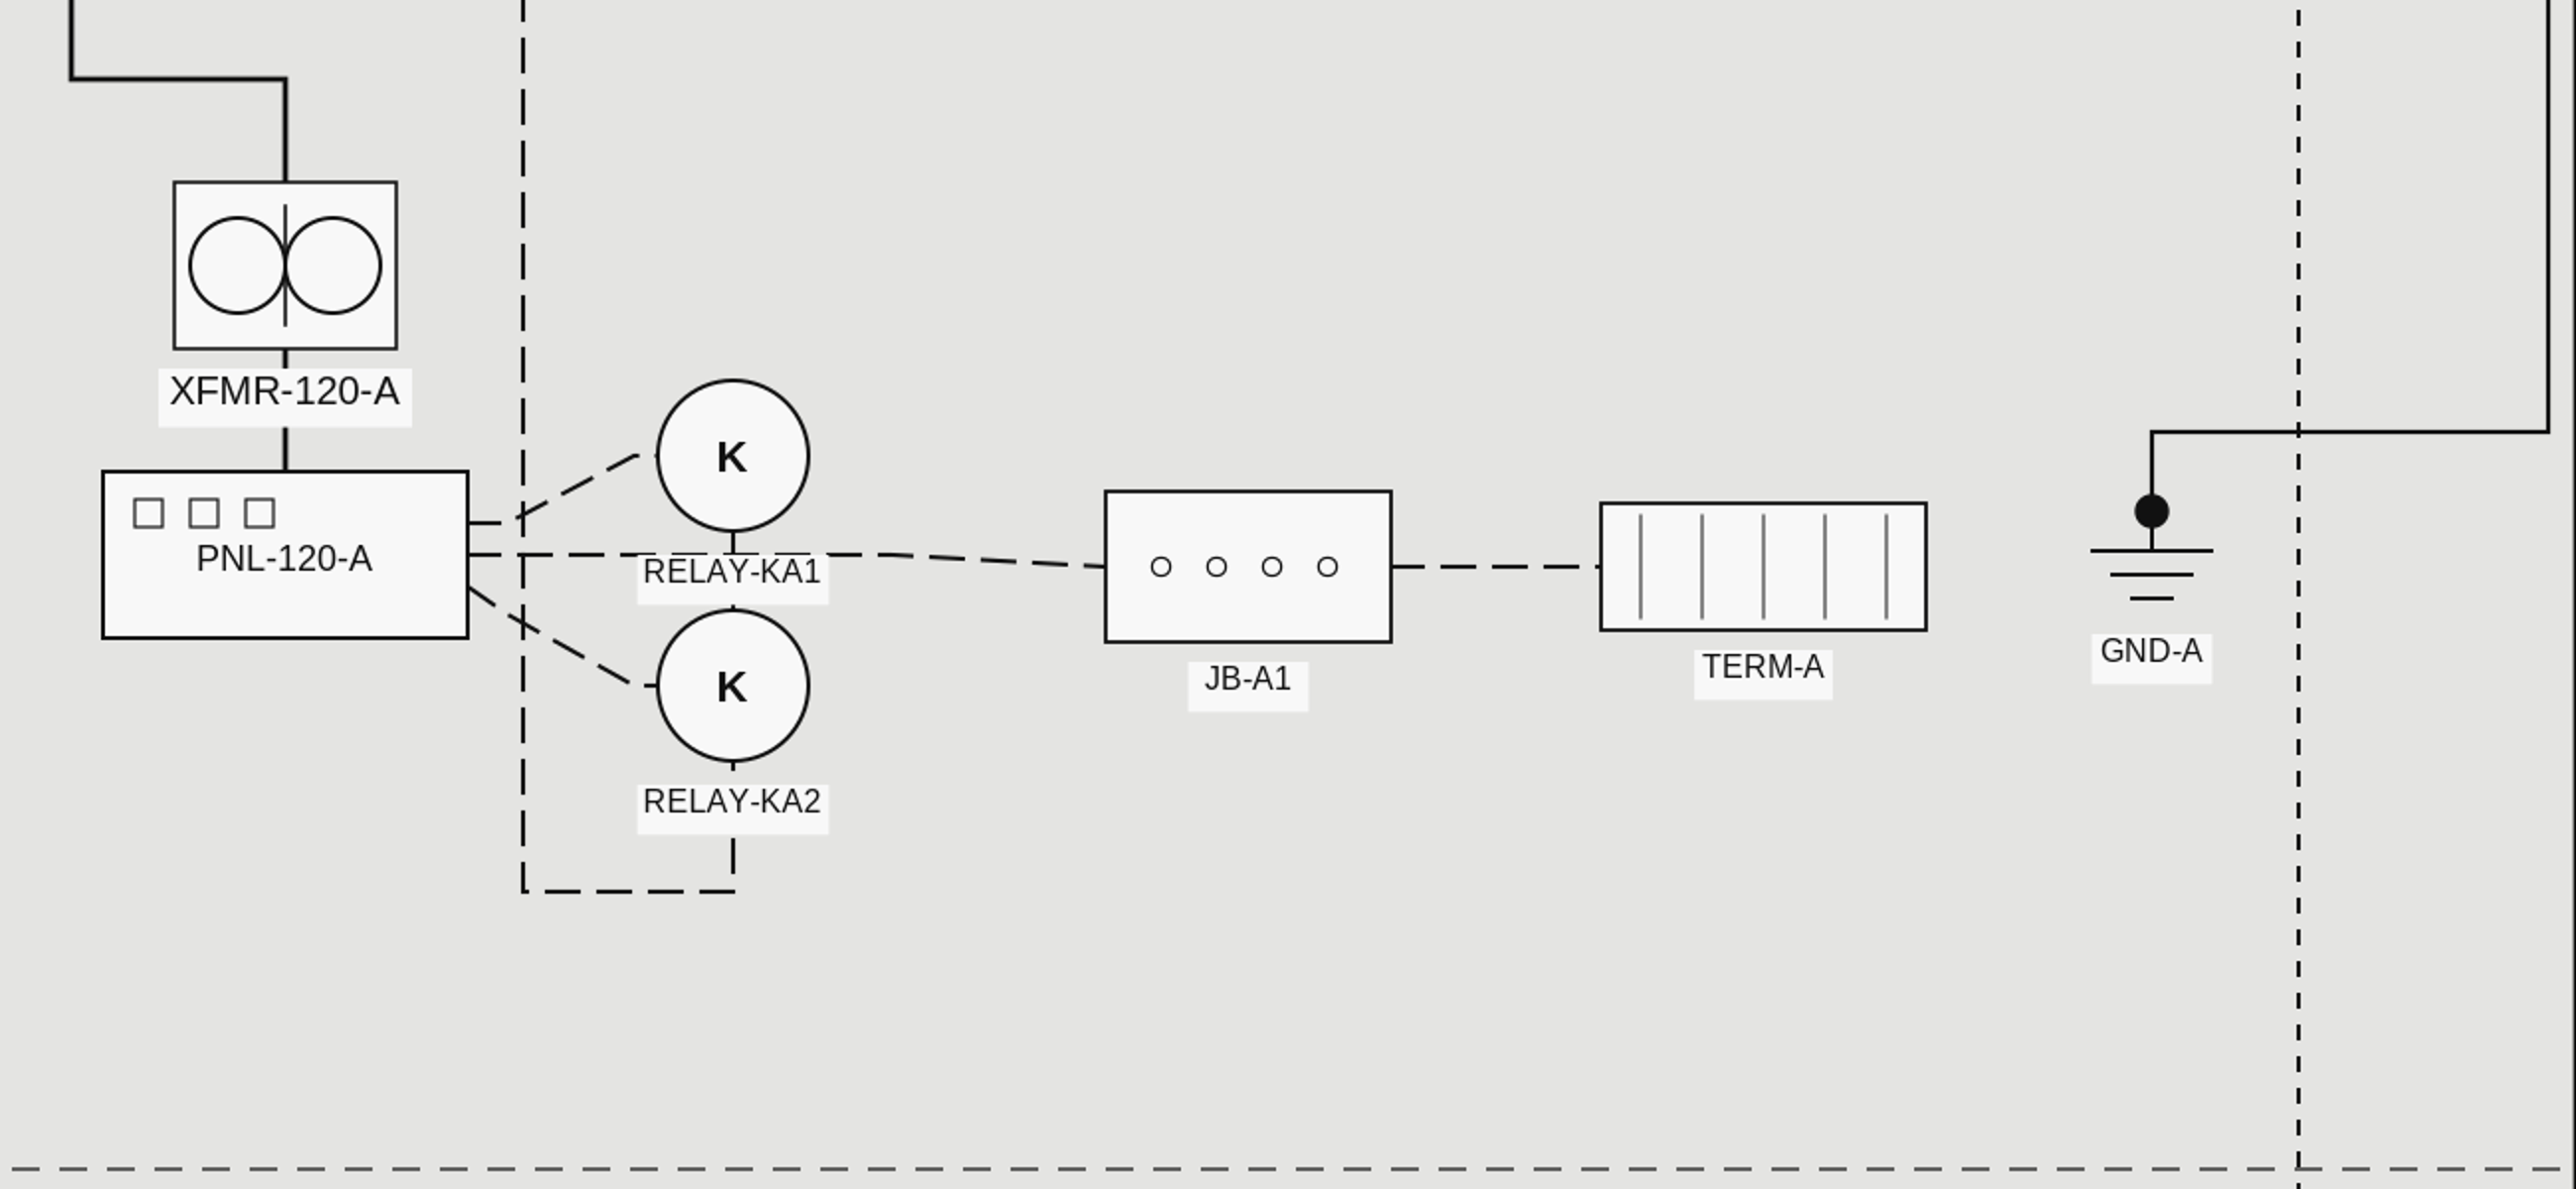 XFMR-120-A
K
PNL-120-A
RELAY-KA1
K
JB-A1
TERM-A
GND-A
RELAY-KA2